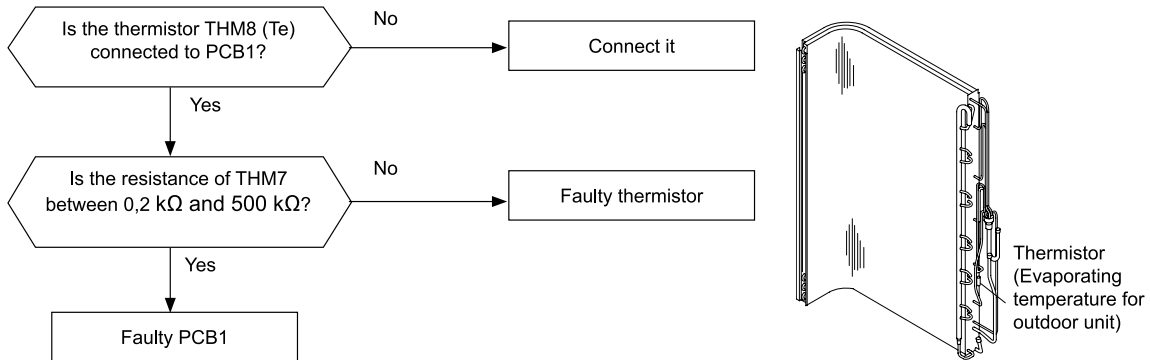 Is the thermistor THM8 (Te)
connected to PCB1?
No
Connect it
Yes
Is the resistance of THM7
between 0,2 kΩ and 500 kΩ?
No
Faulty thermistor
Yes
Faulty PCB1
Thermistor
(Evaporating
temperature for
outdoor unit)